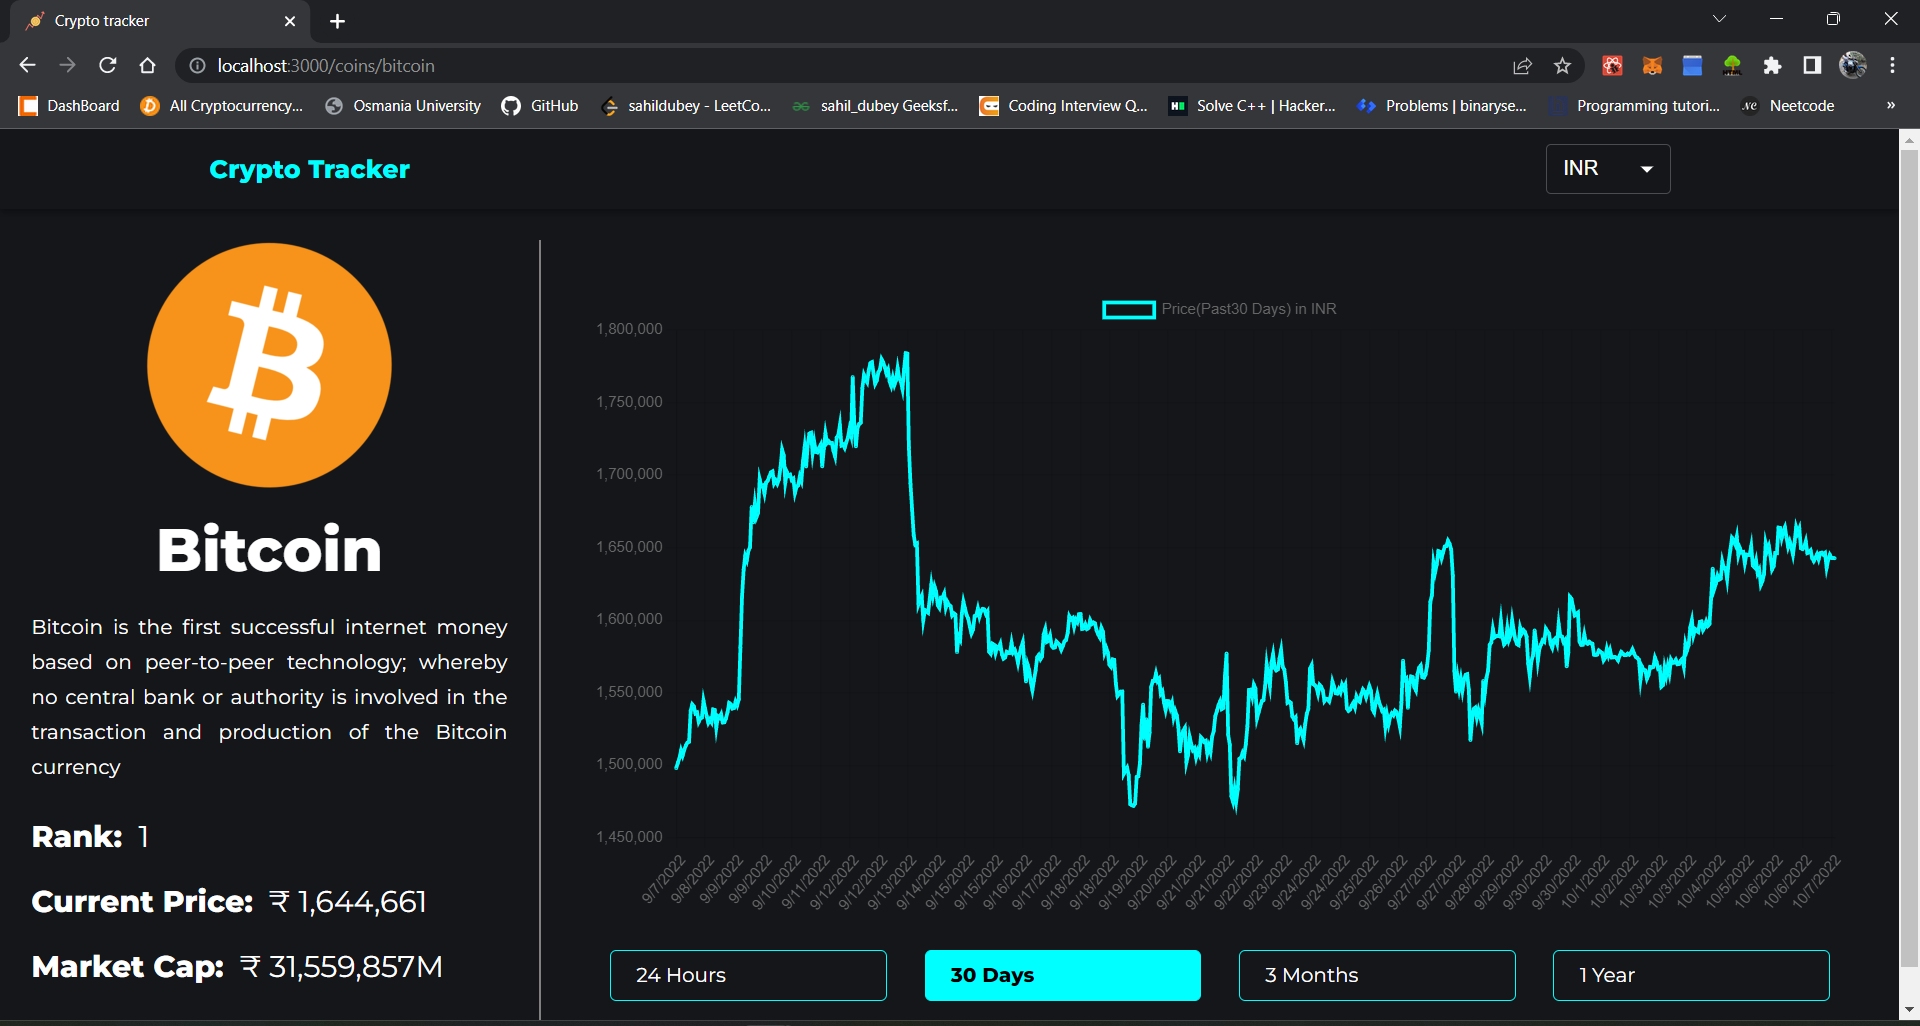 Crypto tracker
localhost:3000/coins/bitcoin
DashBoard
All Cryptocurrency...
Osmania University
GitHub
sahildubey - LeetCo...
sahil_dubey Geeksf...
Coding Interview Q...
Solve C++ | Hacker...
Problems | binaryse...
Programming tutori...
Neetcode
»
Crypto Tracker
INR
Bitcoin
Bitcoin is the first successful internet money
based on peer-to-peer technology; whereby
no central bank or authority is involved in the
transaction and production of the Bitcoin
currency
Rank: 1
Current Price: ₹ 1,644,661
Market Cap: ₹ 31,559,857M
Price(Past30 Days) in INR
1,800,000
1,750,000
1,700,000
1,650,000
1,600,000
1,550,000
1,500,000
1,450,000
9/7/2022
9/8/2022
9/9/2022
9/9/2022
9/10/2022
9/11/2022
9/12/2022
9/12/2022
9/13/2022
9/14/2022
9/15/2022
9/15/2022
9/16/2022
9/17/2022
9/18/2022
9/18/2022
9/19/2022
9/20/2022
9/21/2022
9/21/2022
9/22/2022
9/23/2022
9/24/2022
9/24/2022
9/25/2022
9/26/2022
9/27/2022
9/27/2022
9/28/2022
9/29/2022
9/30/2022
9/30/2022
10/1/2022
10/2/2022
10/3/2022
10/3/2022
10/4/2022
10/5/2022
10/6/2022
10/6/2022
10/7/2022
24 Hours
30 Days
3 Months
1 Year